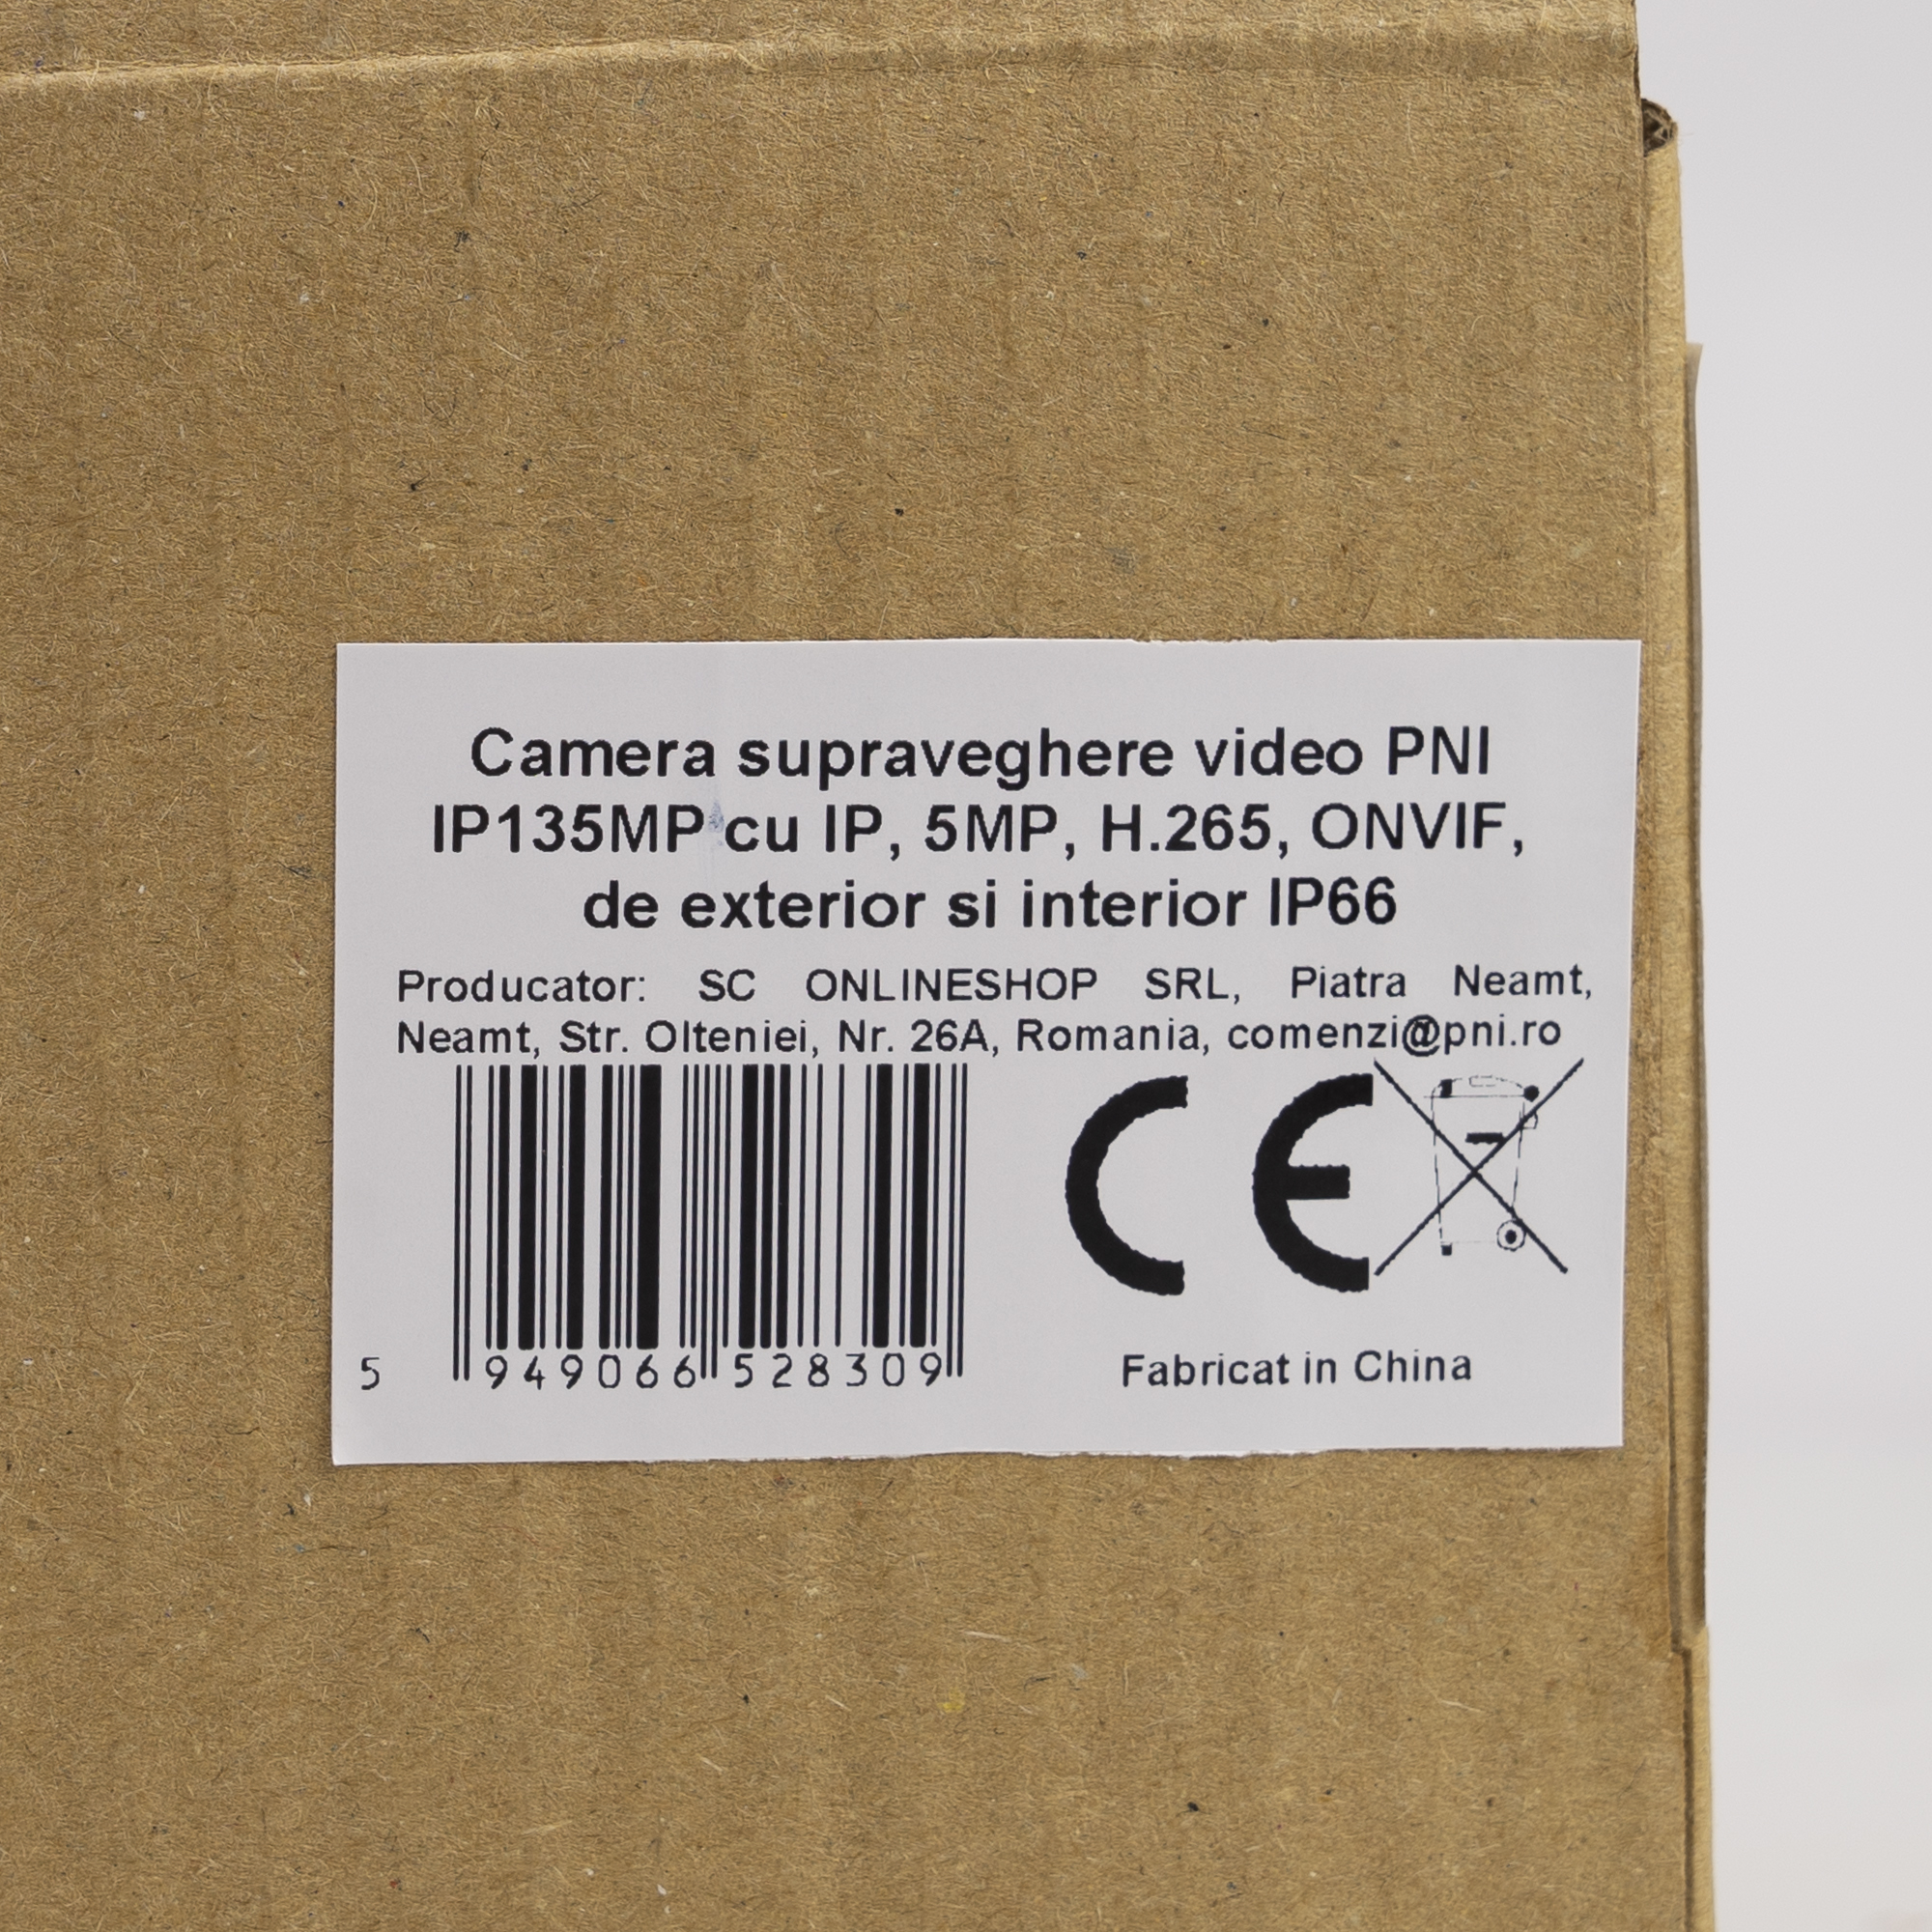 Camera supraveghere video PNI
IP135MP cu IP, 5MP, H.265, ONVIF,
de exterior si interior IP66
Producator: SC ONLINESHOP SRL, Piatra Neamt,
Neamt, Str. Olteniei, Nr. 26A, Romania, comenzi@pni.ro
CE
5 949066 528309
Fabricat in China